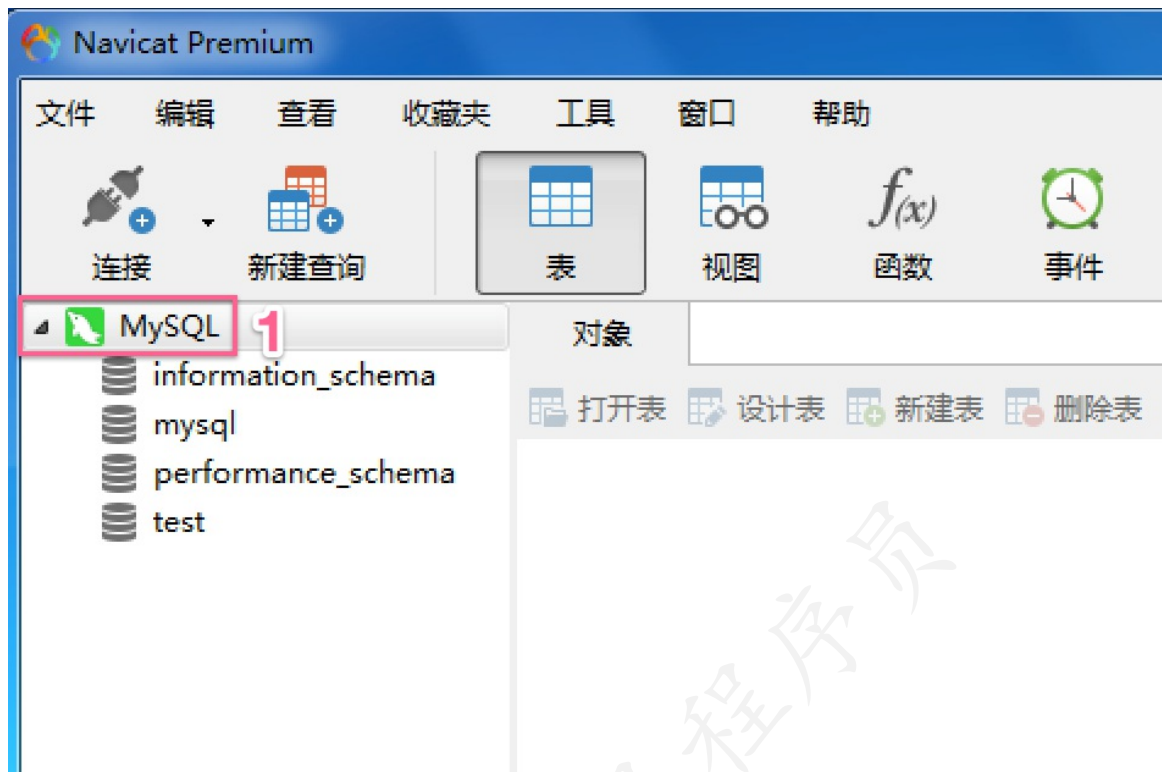 Navicat Premium
文件 编辑 查看 收藏夹 工具 窗口 帮助
连接 新建查询 表 视图 f(x) 函数 事件
MySQL 1 对象
information_schema
打开表 设计表 新建表 删除表
mysql
performance_schema
test
程序员